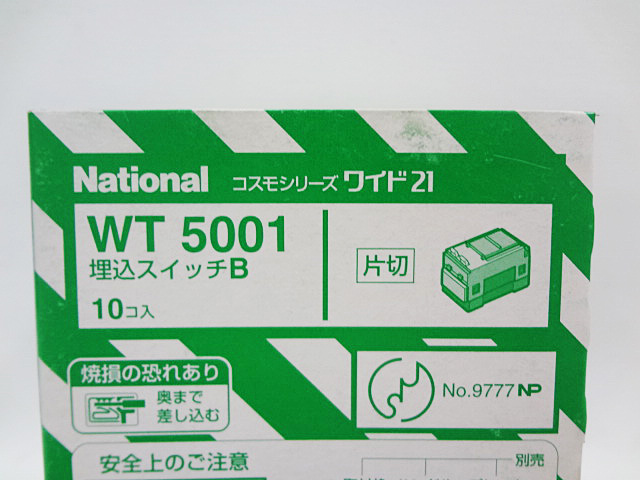 National コスモシリーズ ワイド21
WT 5001
埋込スイッチB
10コ入
片切
焼損の恐れあり
奥まで
差し込む
No.9777 NP
安全上のご注意
別売